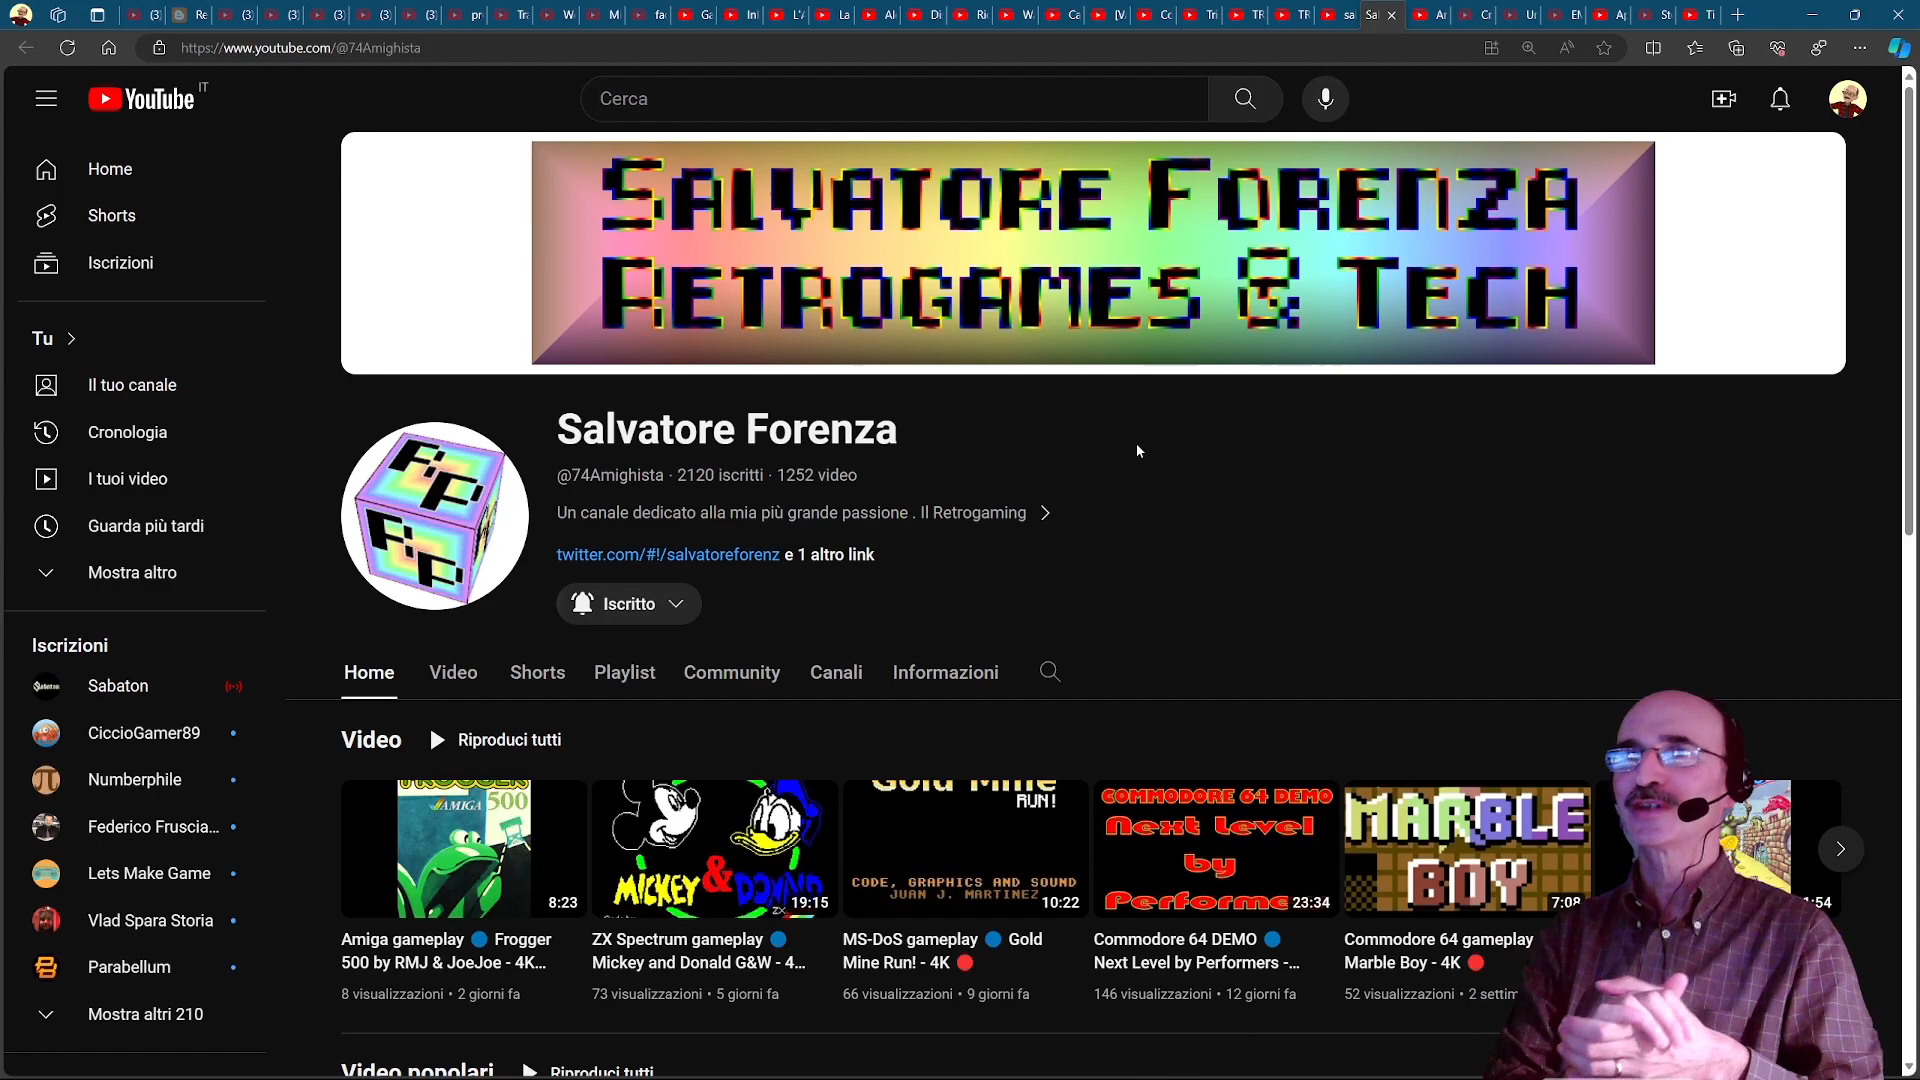 https://www.youtube.com/@74Amighista
YouTube IT
Cerca
Home
Shorts
Iscrizioni
Tu
Il tuo canale
Cronologia
I tuoi video
Guarda più tardi
Mostra altro
Iscrizioni
Sabaton
CiccioGamer89
Numberphile
Federico Fruscia...
Lets Make Game
Vlad Spara Storia
Parabellum
Mostra altri 210
SALVATORE FORENZA
RETROGAMES & TECH
Salvatore Forenza
@74Amighista · 2120 iscritti · 1252 video
Un canale dedicato alla mia più grande passione . Il Retrogaming
twitter.com/#!/salvatoreforenz e 1 altro link
Iscritto
Home Video Shorts Playlist Community Canali Informazioni
Video Riproduci tutti
FROGGER
AMIGA 500
8:23
MICKEY & DONALD
19:15
Gold Mine
RUN!
CODE, GRAPHICS AND SOUND
JUAN J. MARTINEZ
10:22
COMMODORE 64 DEMO
Next Level
by
Performe
23:34
MARBLE
BOY
7:08
:54
Amiga gameplay 🔵 Frogger
500 by RMJ & JoeJoe - 4K...
8 visualizzazioni · 2 giorni fa
ZX Spectrum gameplay 🔵
Mickey and Donald G&W - 4...
73 visualizzazioni · 5 giorni fa
MS-DoS gameplay 🔵 Gold
Mine Run! - 4K 🔴
66 visualizzazioni · 9 giorni fa
Commodore 64 DEMO 🔵
Next Level by Performers -...
146 visualizzazioni · 12 giorni fa
Commodore 64 gameplay
Marble Boy - 4K 🔴
52 visualizzazioni · 2 settim
Video popolari Riproduci tutti